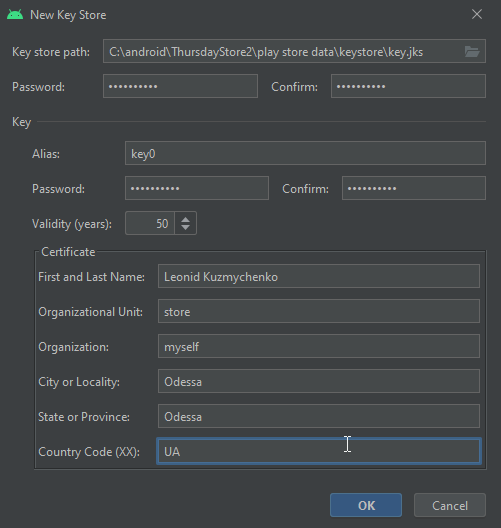 New Key Store
Key store path: C:\android\ThursdayStore2\play store data\keystore\key.jks
Password: •••••••••• Confirm: ••••••••••
Key
Alias: key0
Password: •••••••••• Confirm: ••••••••••
Validity (years): 50
Certificate
First and Last Name: Leonid Kuzmychenko
Organizational Unit: store
Organization: myself
City or Locality: Odessa
State or Province: Odessa
Country Code (XX): UA
OK Cancel